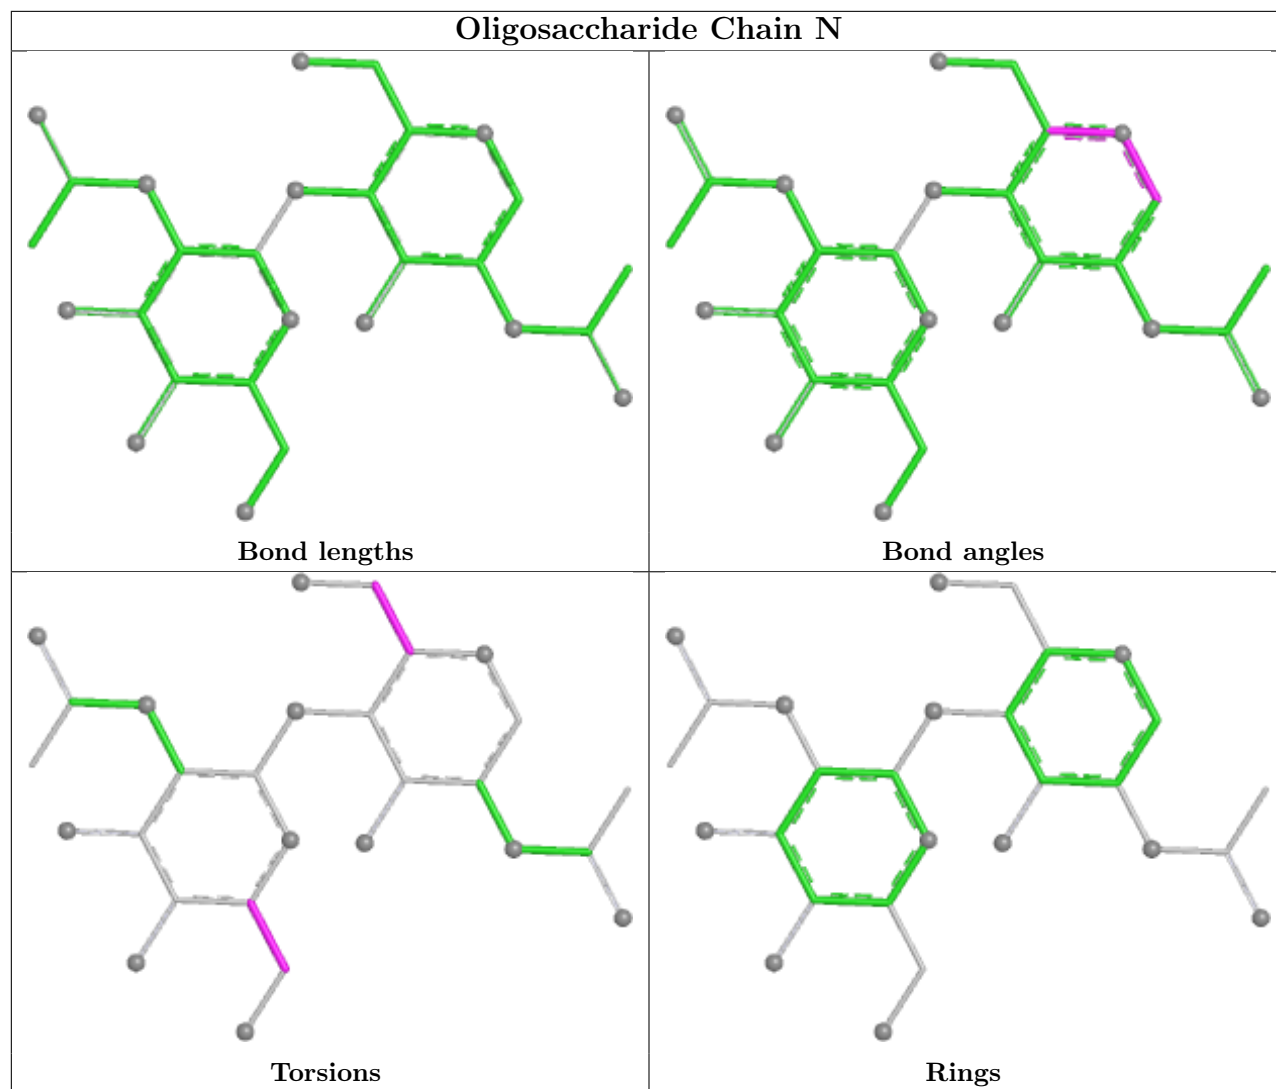 Oligosaccharide Chain N
Bond lengths
Bond angles
Torsions
Rings